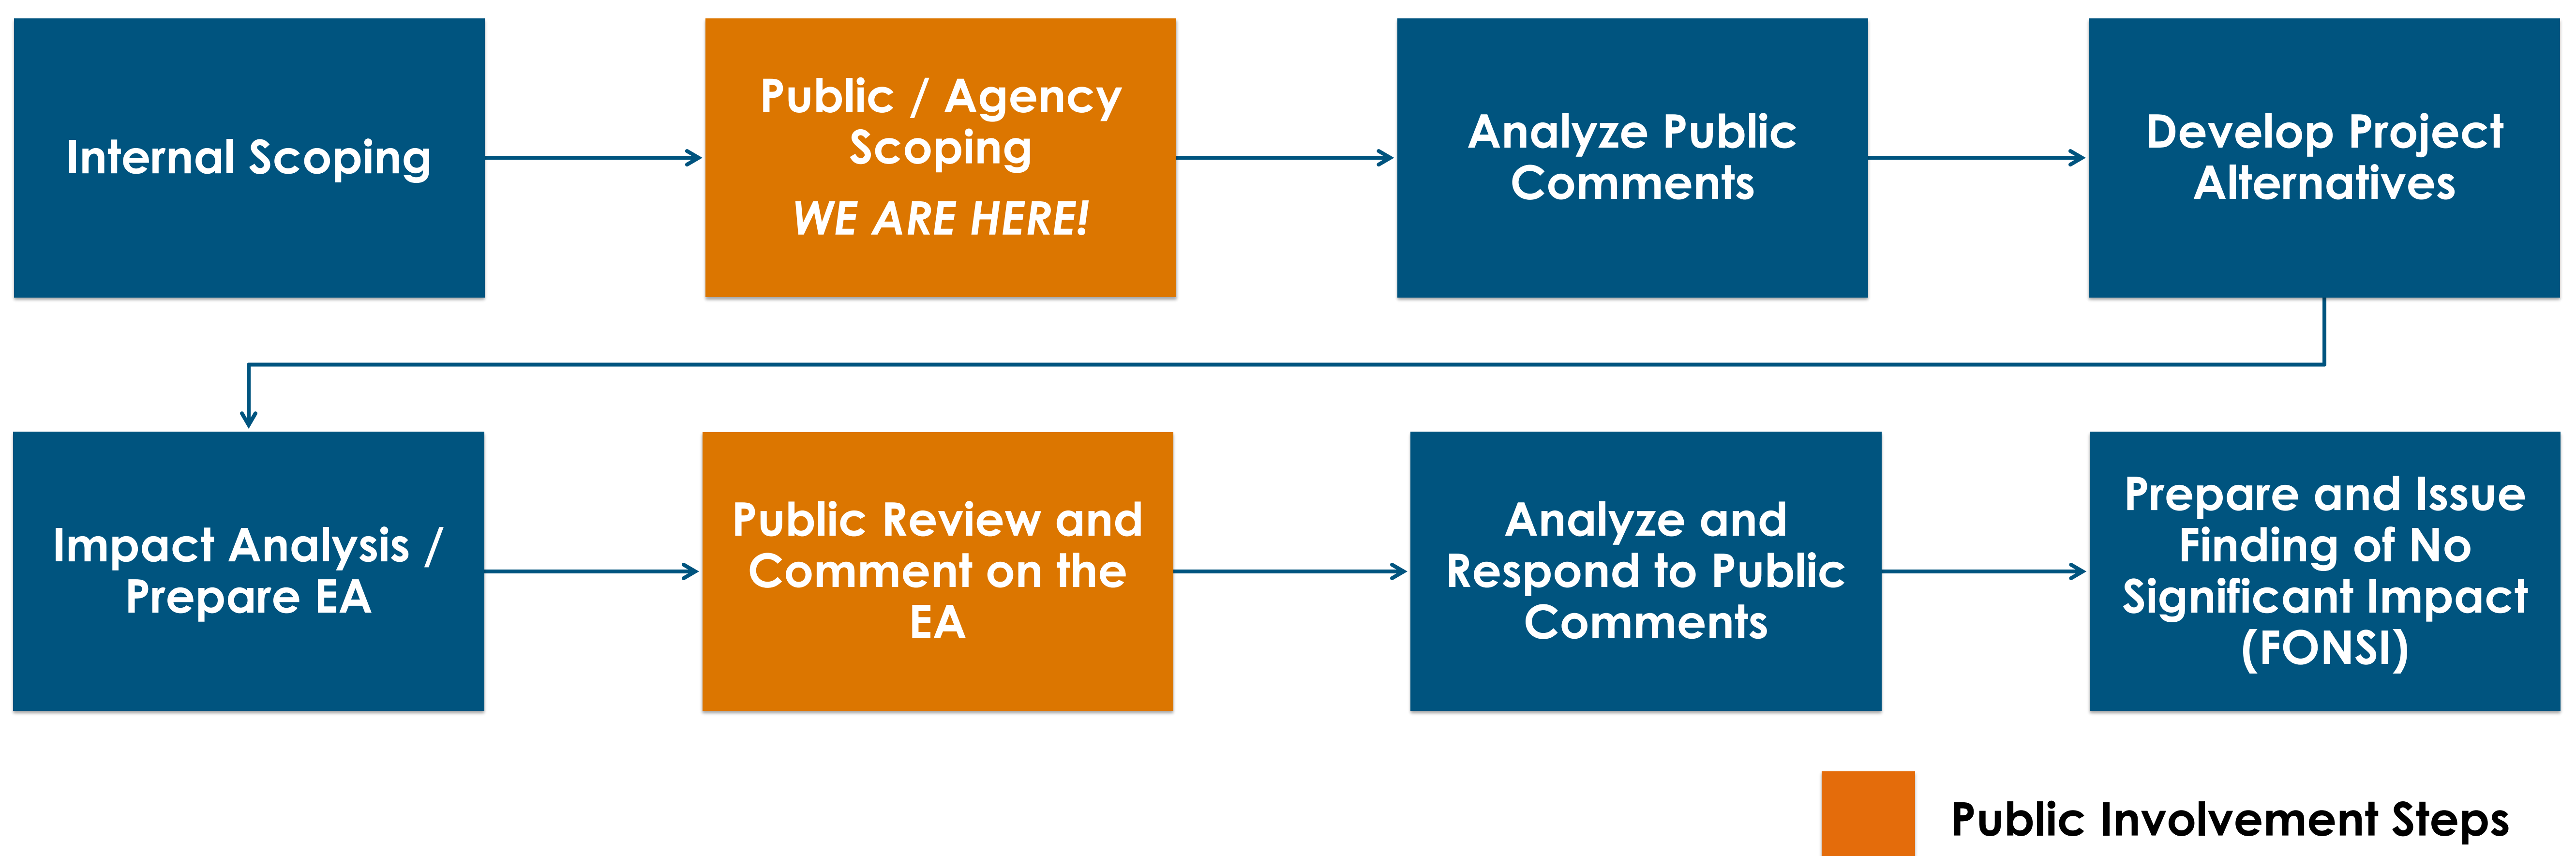 Internal Scoping
Public / Agency
Scoping
WE ARE HERE!
Analyze Public
Comments
Develop Project
Alternatives
Impact Analysis /
Prepare EA
Public Review and
Comment on the
EA
Analyze and
Respond to Public
Comments
Prepare and Issue
Finding of No
Significant Impact
(FONSI)
Public Involvement Steps